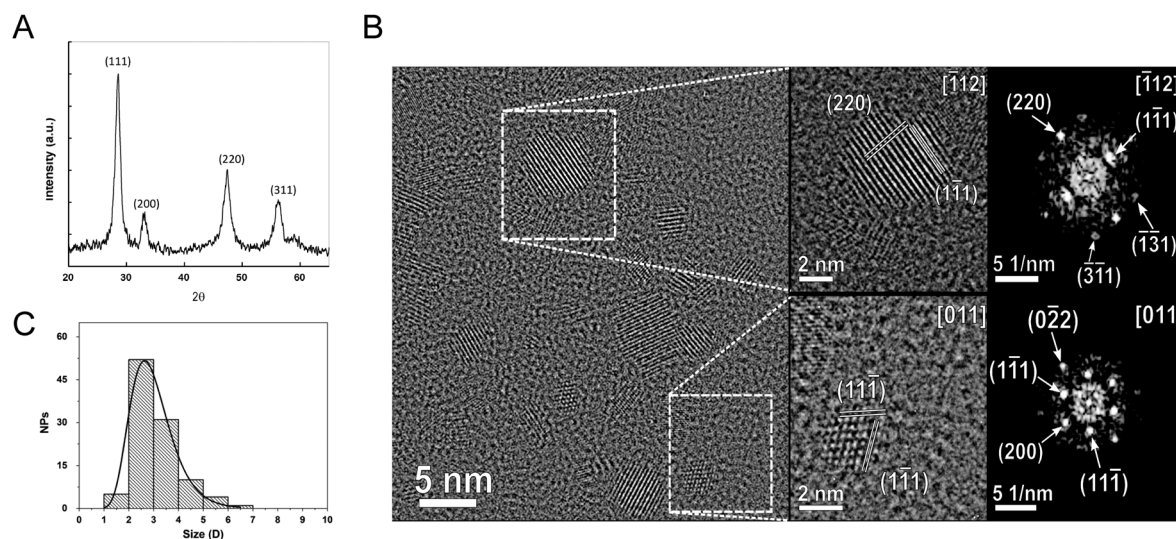 A
Intensity (a.u.)
(111)
(200)
(220)
(311)
20
30
40
50
60
2θ
B
5 nm
[1̄12]
(220)
(11̄1)
2 nm
[1̄12]
(220)
(11̄1)
(1̄3̄1)
(3̄1̄1̄)
5 1/nm
[011]
(111̄)
(11̄1)
2 nm
[011]
(02̄2)
(11̄1)
(200)
(111̄)
5 1/nm
C
NPs
60
45
30
15
0
0 1 2 3 4 5 6 7 8 9 10
Size (D)